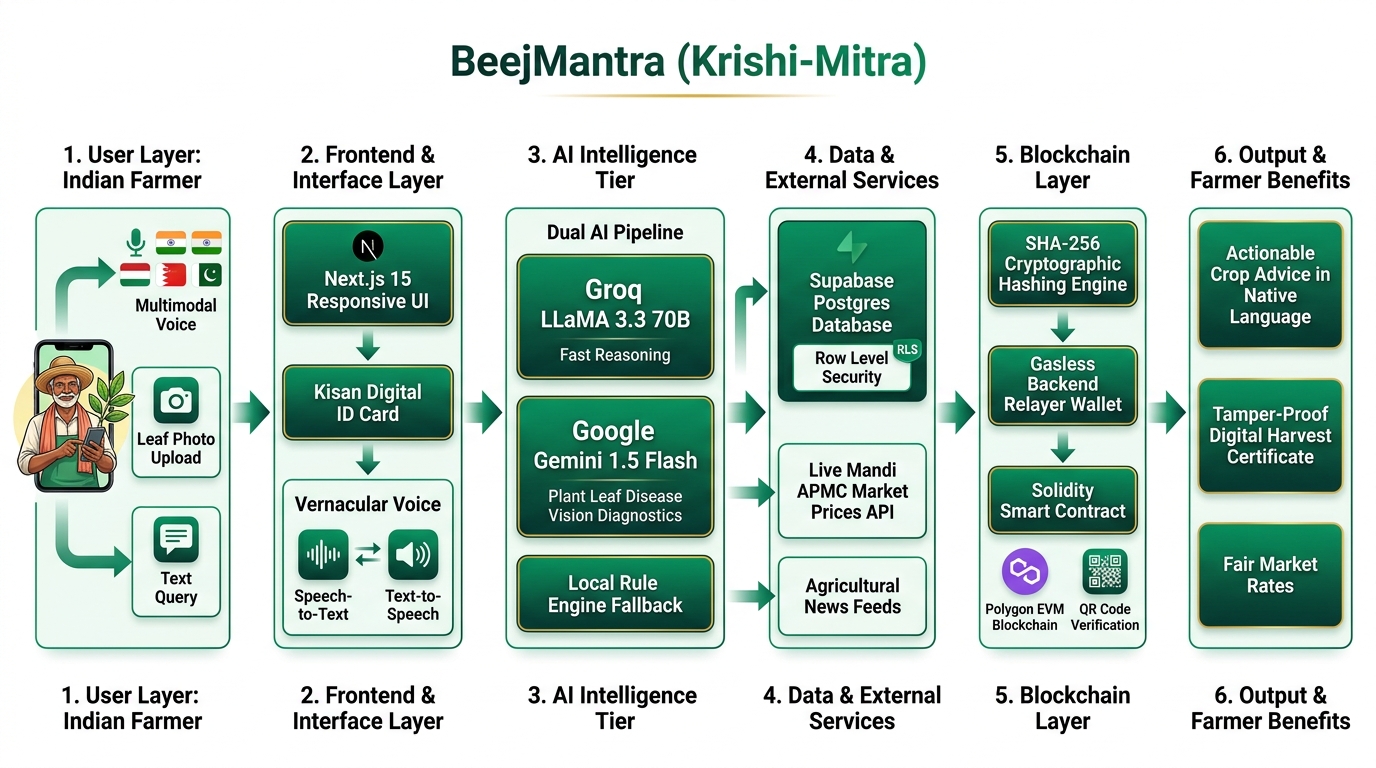 BeejMantra (Krishi-Mitra)
1. User Layer:
Indian Farmer
2. Frontend &
Interface Layer
3. AI Intelligence
Tier
4. Data &
External Services
5. Blockchain
Layer
6. Output &
Farmer Benefits
Multimodal
Voice
Leaf Photo
Upload
Text
Query
N
Next.js 15
Responsive UI
Kisan Digital
ID Card
Vernacular Voice
Speech-
to-Text
Text-to-
Speech
Dual AI Pipeline
Groq
LLaMA 3.3 70B
Fast Reasoning
Google
Gemini 1.5 Flash
Plant Leaf Disease
Vision Diagnostics
Local Rule
Engine Fallback
Supabase
Postgres
Database
RLS
Row Level
Security
Live Mandi
APMC Market
Prices API
Agricultural
News Feeds
SHA-256
Cryptographic
Hashing Engine
Gasless
Backend
Relayer Wallet
Solidity
Smart Contract
Polygon EVM
Blockchain
QR Code
Verification
Actionable
Crop Advice in
Native
Language
Tamper-Proof
Digital Harvest
Certificate
Fair Market
Rates
1. User Layer:
Indian Farmer
2. Frontend &
Interface Layer
3. AI Intelligence
Tier
4. Data & External
Services
5. Blockchain
Layer
6. Output &
Farmer Benefits